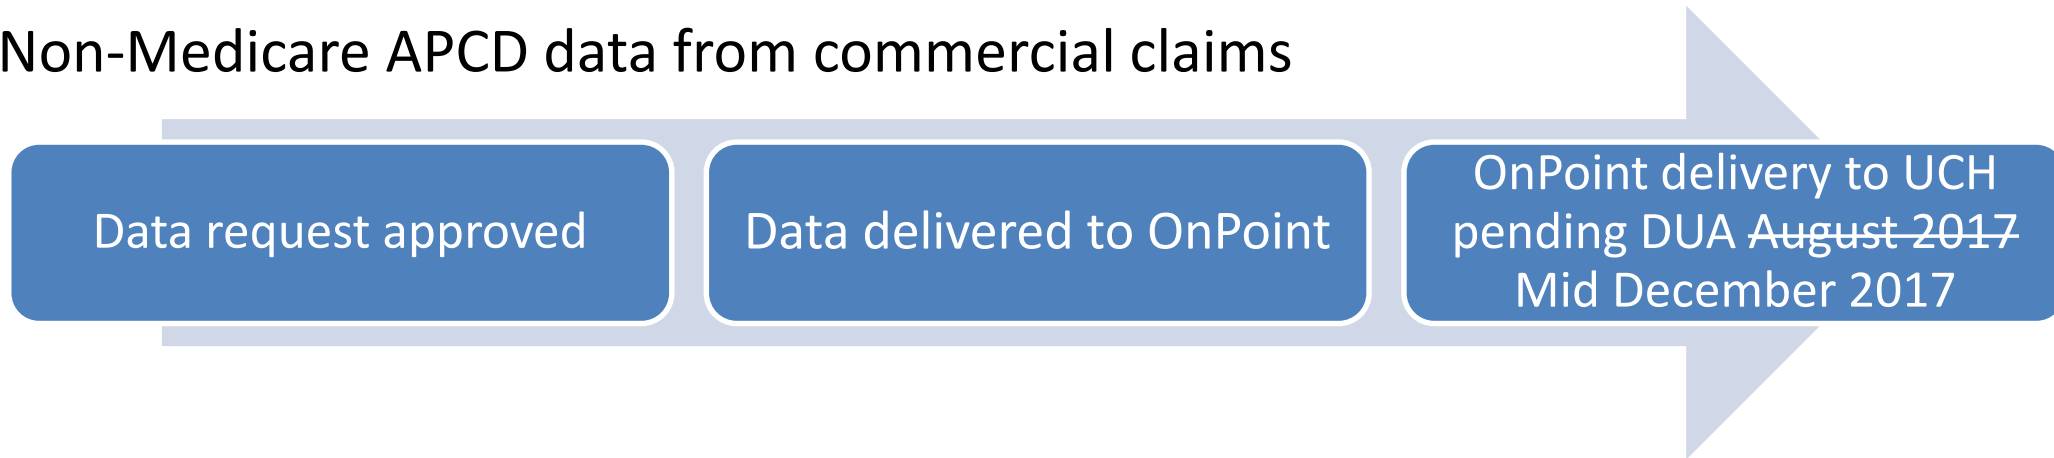 Non-Medicare APCD data from commercial claims
Data request approved
Data delivered to OnPoint
OnPoint delivery to UCH
pending DUA August 2017
Mid December 2017